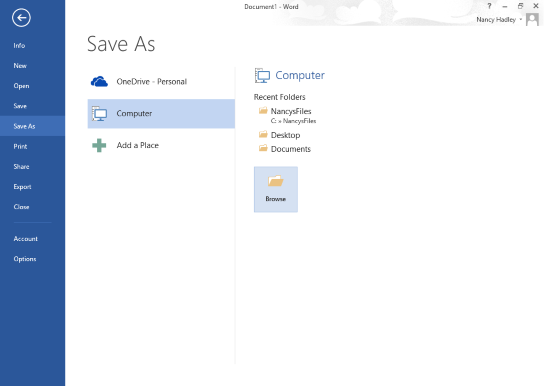 Document1 - Word
?
Nancy Hadley
Info
New
Open
Save
Save As
Print
Share
Export
Close
Account
Options
Save As
OneDrive - Personal
Computer
Add a Place
Computer
Recent Folders
NancysFiles
C: » NancysFiles
Desktop
Documents
Browse